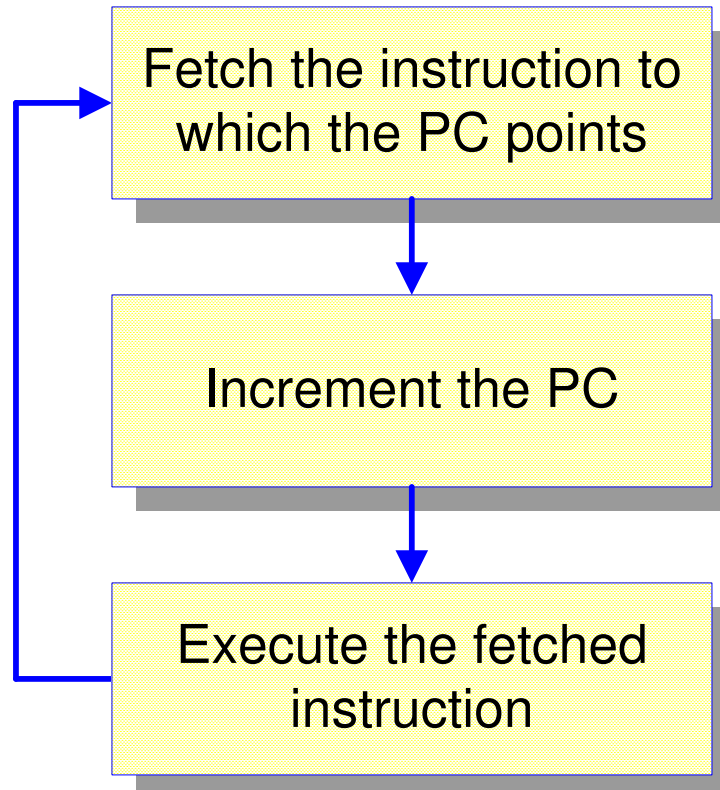 Fetch the instruction to
which the PC points
Increment the PC
Execute the fetched
instruction